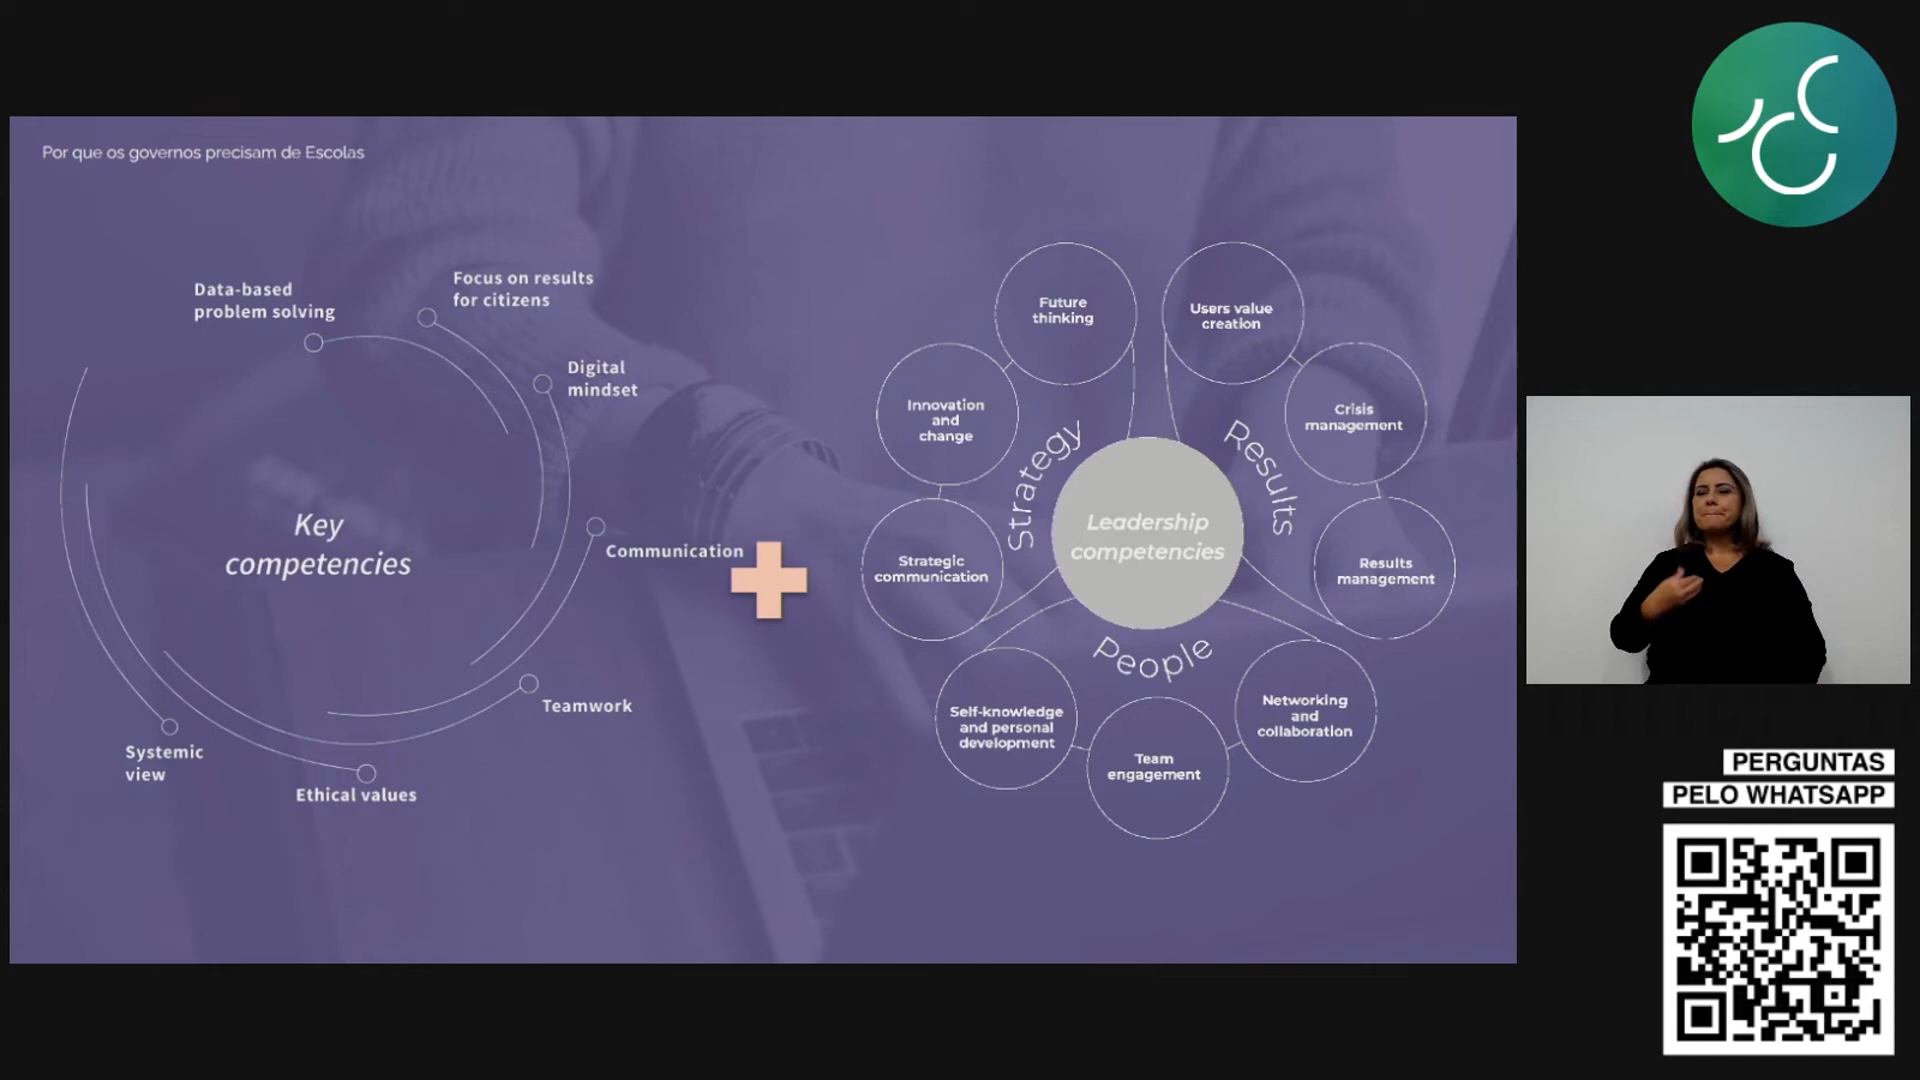 Por que os governos precisam de Escolas
Data-based
problem solving
Focus on results
for citizens
Digital
mindset
Key
competencies
Communication
Teamwork
Systemic
view
Ethical values
Future
thinking
Users value
creation
Innovation
and
change
Crisis
management
Strategy
Results
Leadership
competencies
Strategic
communication
Results
management
People
Self-knowledge
and personal
development
Team
engagement
Networking
and
collaboration
PERGUNTAS
PELO WHATSAPP